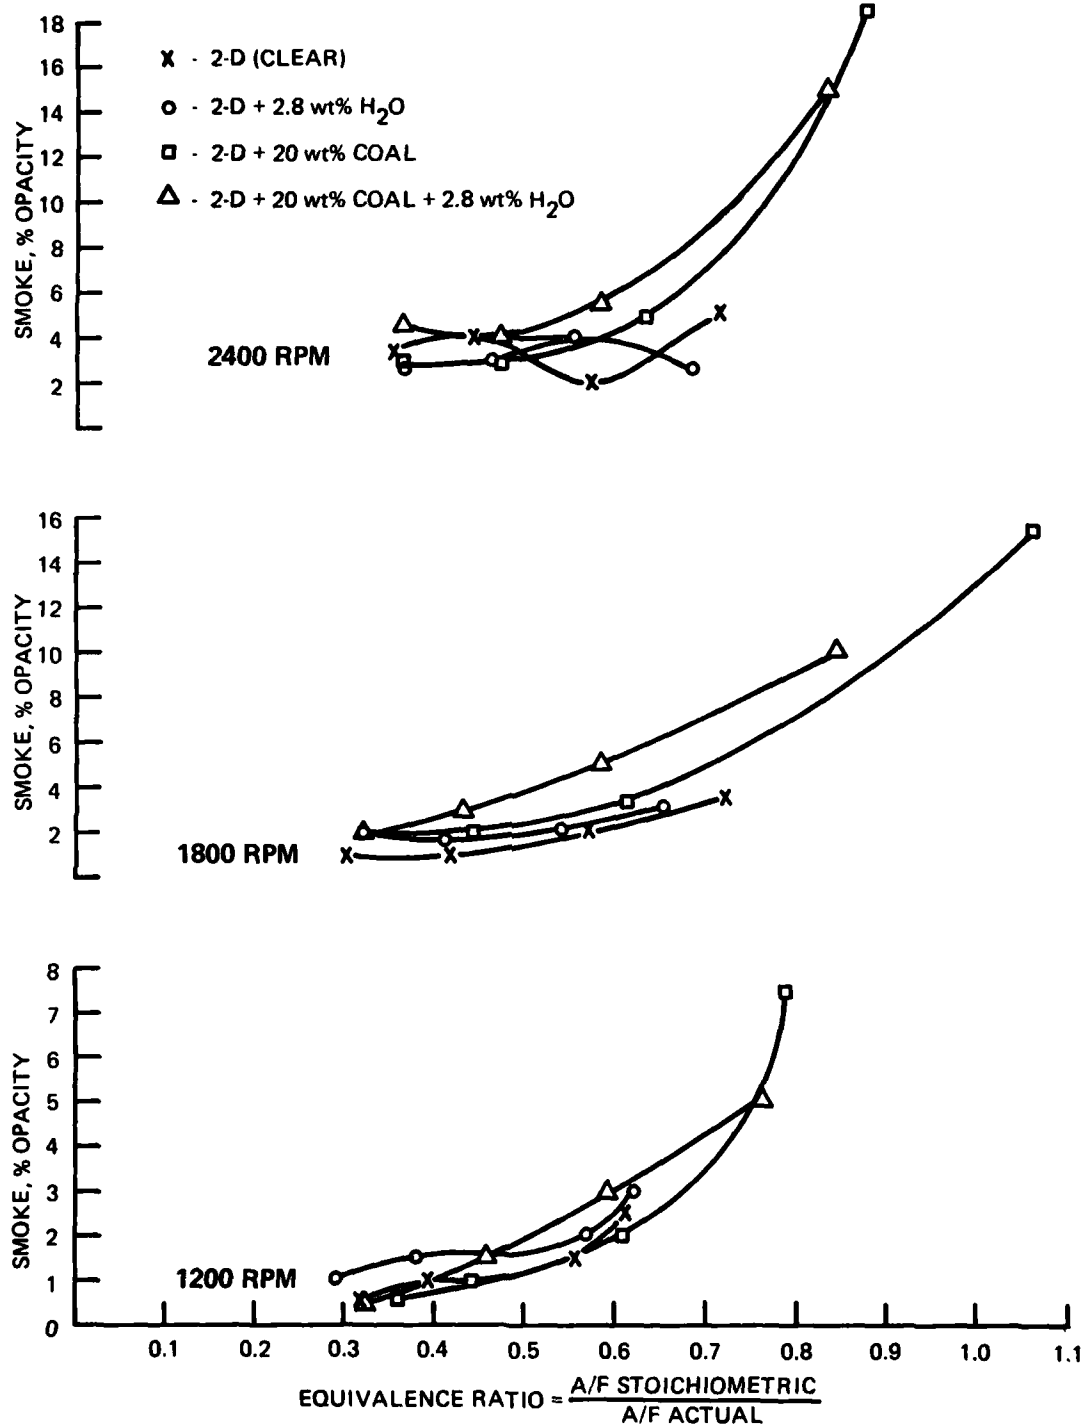 18
16
14
12
10
8
6
4
2
SMOKE, % OPACITY
X - 2-D (CLEAR)
O - 2-D + 2.8 wt% H2O
□ - 2-D + 20 wt% COAL
△ - 2-D + 20 wt% COAL + 2.8 wt% H2O
2400 RPM
16
14
12
10
8
6
4
2
SMOKE, % OPACITY
1800 RPM
8
7
6
5
4
3
2
1
0
SMOKE, % OPACITY
1200 RPM
0.1 0.2 0.3 0.4 0.5 0.6 0.7 0.8 0.9 1.0 1.1
EQUIVALENCE RATIO = A/F STOICHIOMETRIC
A/F ACTUAL